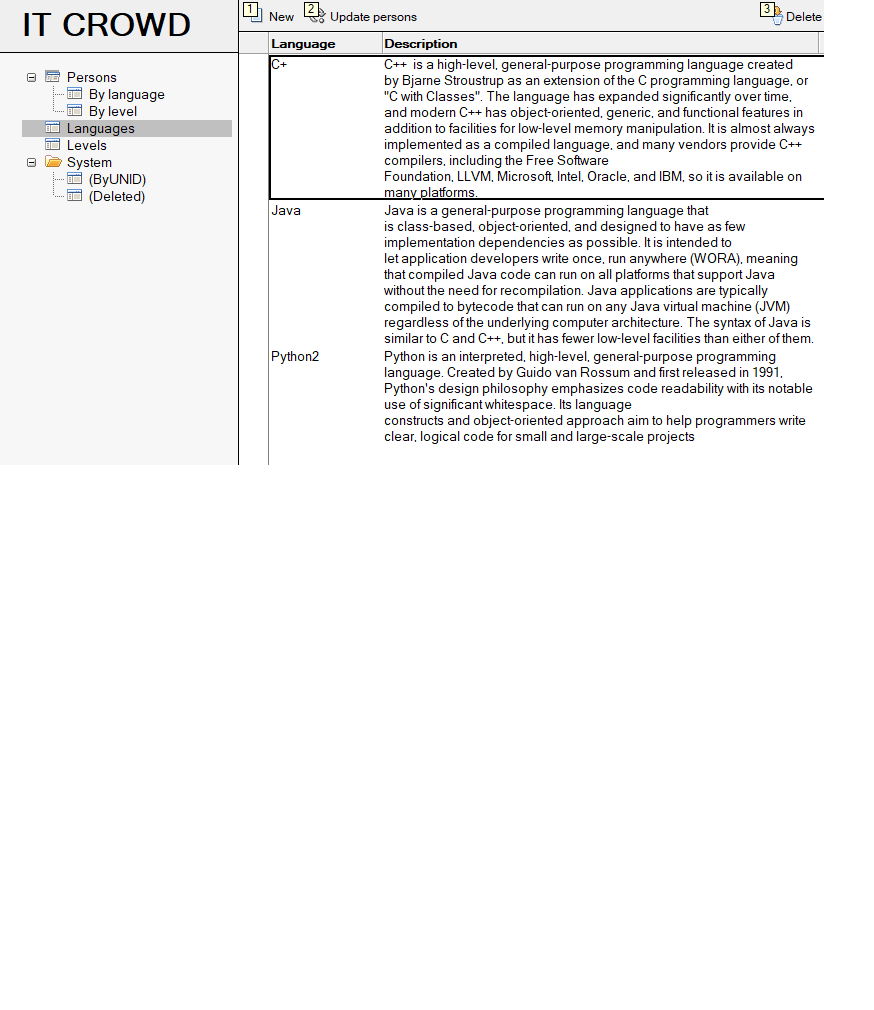 IT CROWD
1 New 2 Update persons 3 Delete
Persons
By language
By level
Languages
Levels
System
(ByUNID)
(Deleted)
Language Description
C+ C++ is a high-level, general-purpose programming language created
by Bjarne Stroustrup as an extension of the C programming language, or
"C with Classes". The language has expanded significantly over time,
and modern C++ has object-oriented, generic, and functional features in
addition to facilities for low-level memory manipulation. It is almost always
implemented as a compiled language, and many vendors provide C++
compilers, including the Free Software
Foundation, LLVM, Microsoft, Intel, Oracle, and IBM, so it is available on
many platforms.
Java Java is a general-purpose programming language that
is class-based, object-oriented, and designed to have as few
implementation dependencies as possible. It is intended to
let application developers write once, run anywhere (WORA), meaning
that compiled Java code can run on all platforms that support Java
without the need for recompilation. Java applications are typically
compiled to bytecode that can run on any Java virtual machine (JVM)
regardless of the underlying computer architecture. The syntax of Java is
similar to C and C++, but it has fewer low-level facilities than either of them.
Python2 Python is an interpreted, high-level, general-purpose programming
language. Created by Guido van Rossum and first released in 1991,
Python's design philosophy emphasizes code readability with its notable
use of significant whitespace. Its language
constructs and object-oriented approach aim to help programmers write
clear, logical code for small and large-scale projects